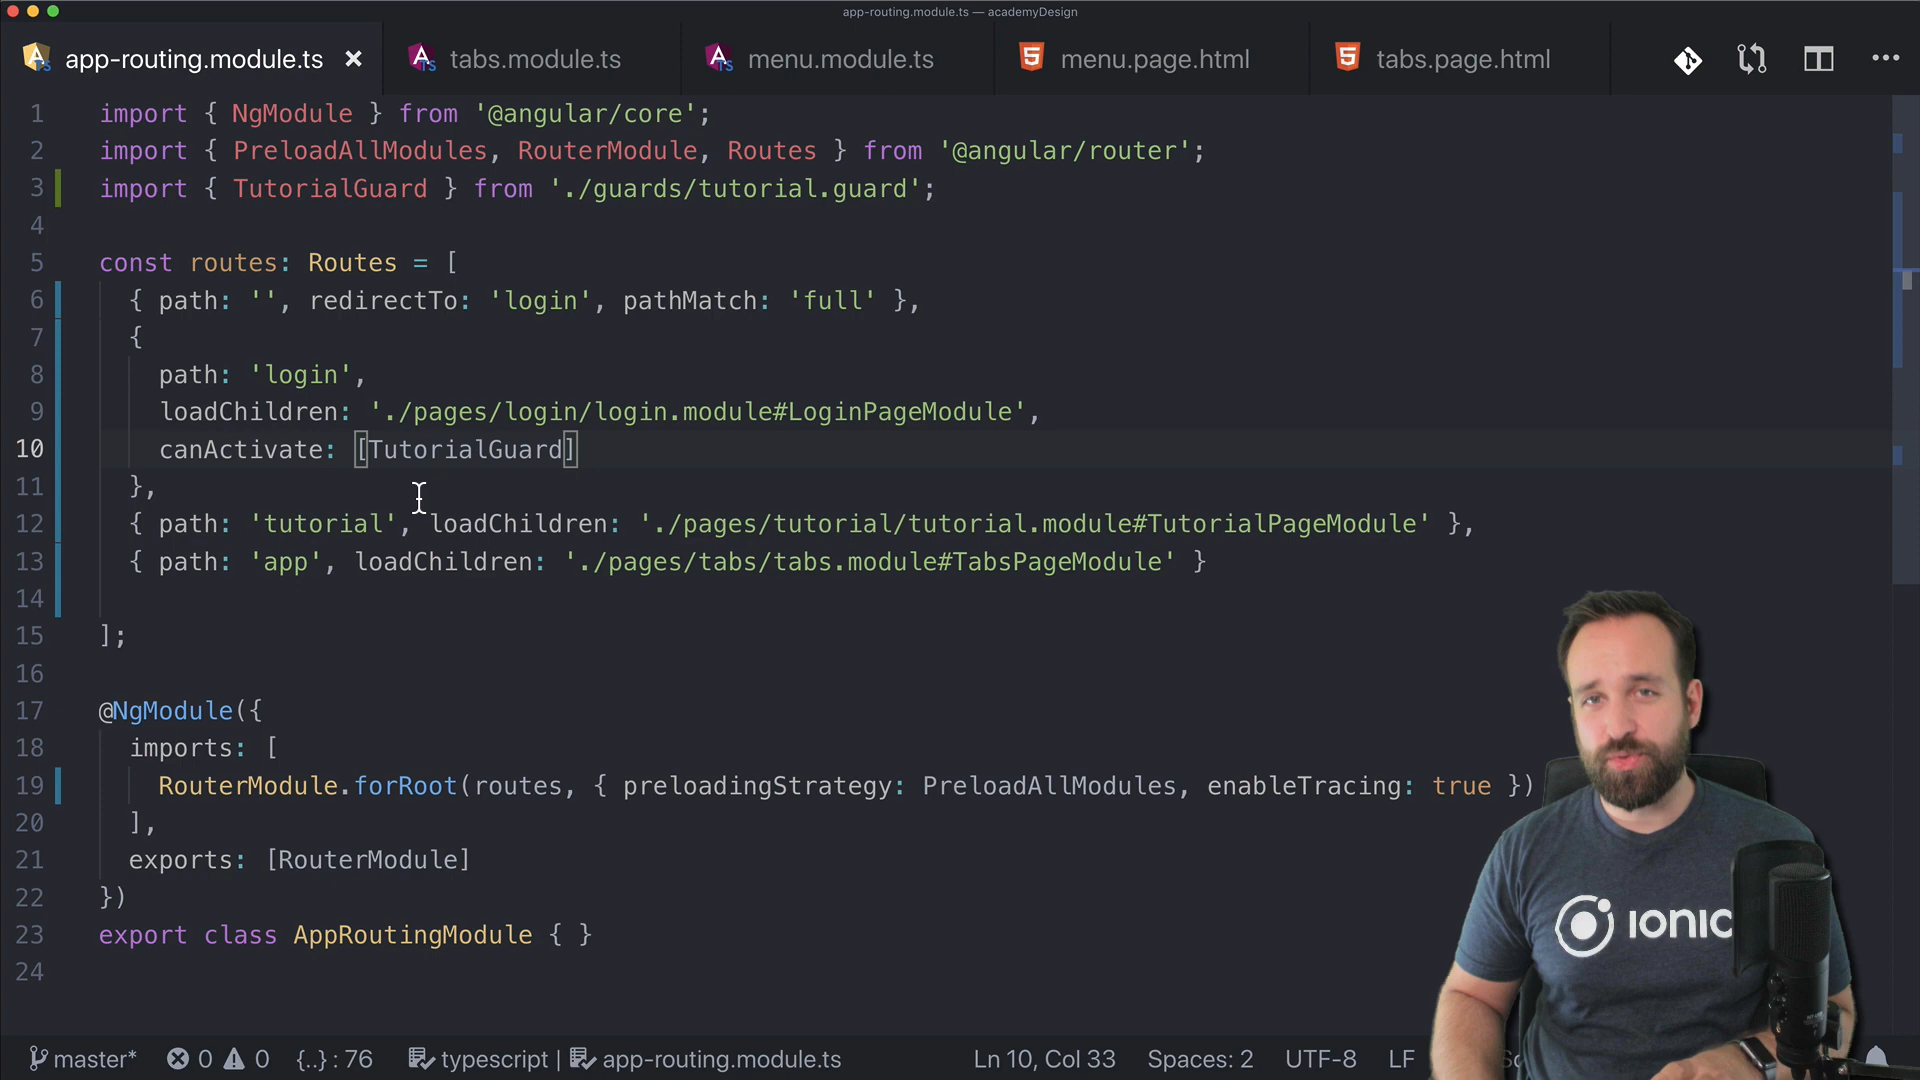 app-routing.module.ts — academyDesign
app-routing.module.ts
tabs.module.ts
menu.module.ts
menu.page.html
tabs.page.html
1 import { NgModule } from '@angular/core';
2 import { PreloadAllModules, RouterModule, Routes } from '@angular/router';
3 import { TutorialGuard } from './guards/tutorial.guard';
4
5 const routes: Routes = [
6 { path: '', redirectTo: 'login', pathMatch: 'full' },
7 {
8 path: 'login',
9 loadChildren: './pages/login/login.module#LoginPageModule',
10 canActivate: [TutorialGuard]
11 },
12 { path: 'tutorial', loadChildren: './pages/tutorial/tutorial.module#TutorialPageModule' },
13 { path: 'app', loadChildren: './pages/tabs/tabs.module#TabsPageModule' }
14
15 ];
16
17 @NgModule({
18 imports: [
19 RouterModule.forRoot(routes, { preloadingStrategy: PreloadAllModules, enableTracing: true })
20 ],
21 exports: [RouterModule]
22 })
23 export class AppRoutingModule { }
24
ionic
master* 0 0 {..} : 76 typescript | app-routing.module.ts Ln 10, Col 33 Spaces: 2 UTF-8 LF